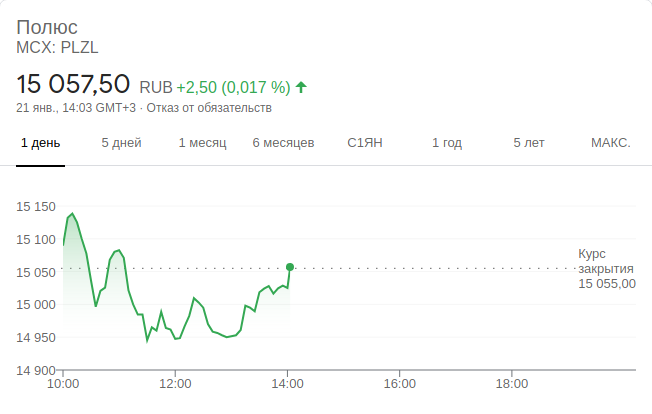 Полюс
MCX: PLZL
15 057,50 RUB +2,50 (0,017 %)
21 янв., 14:03 GMT+3 · Отказ от обязательств
1 день 5 дней 1 месяц 6 месяцев С1ЯН 1 год 5 лет МАКС.
15 150
15 100
15 050
15 000
14 950
14 900
Курс
закрытия
15 055,00
10:00 12:00 14:00 16:00 18:00